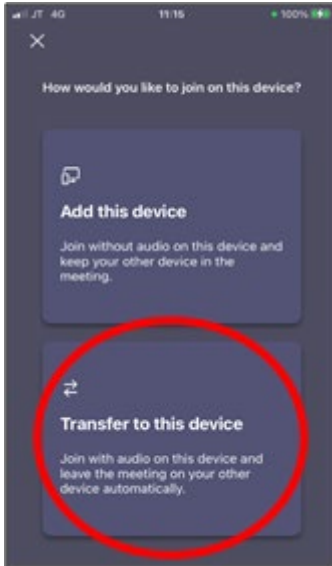 JT 4G 11:15 100%
How would you like to join on this device?
Add this device
Join without audio on this device and
keep your other device in the
meeting.
Transfer to this device
Join with audio on this device and
leave the meeting on your other
device automatically.